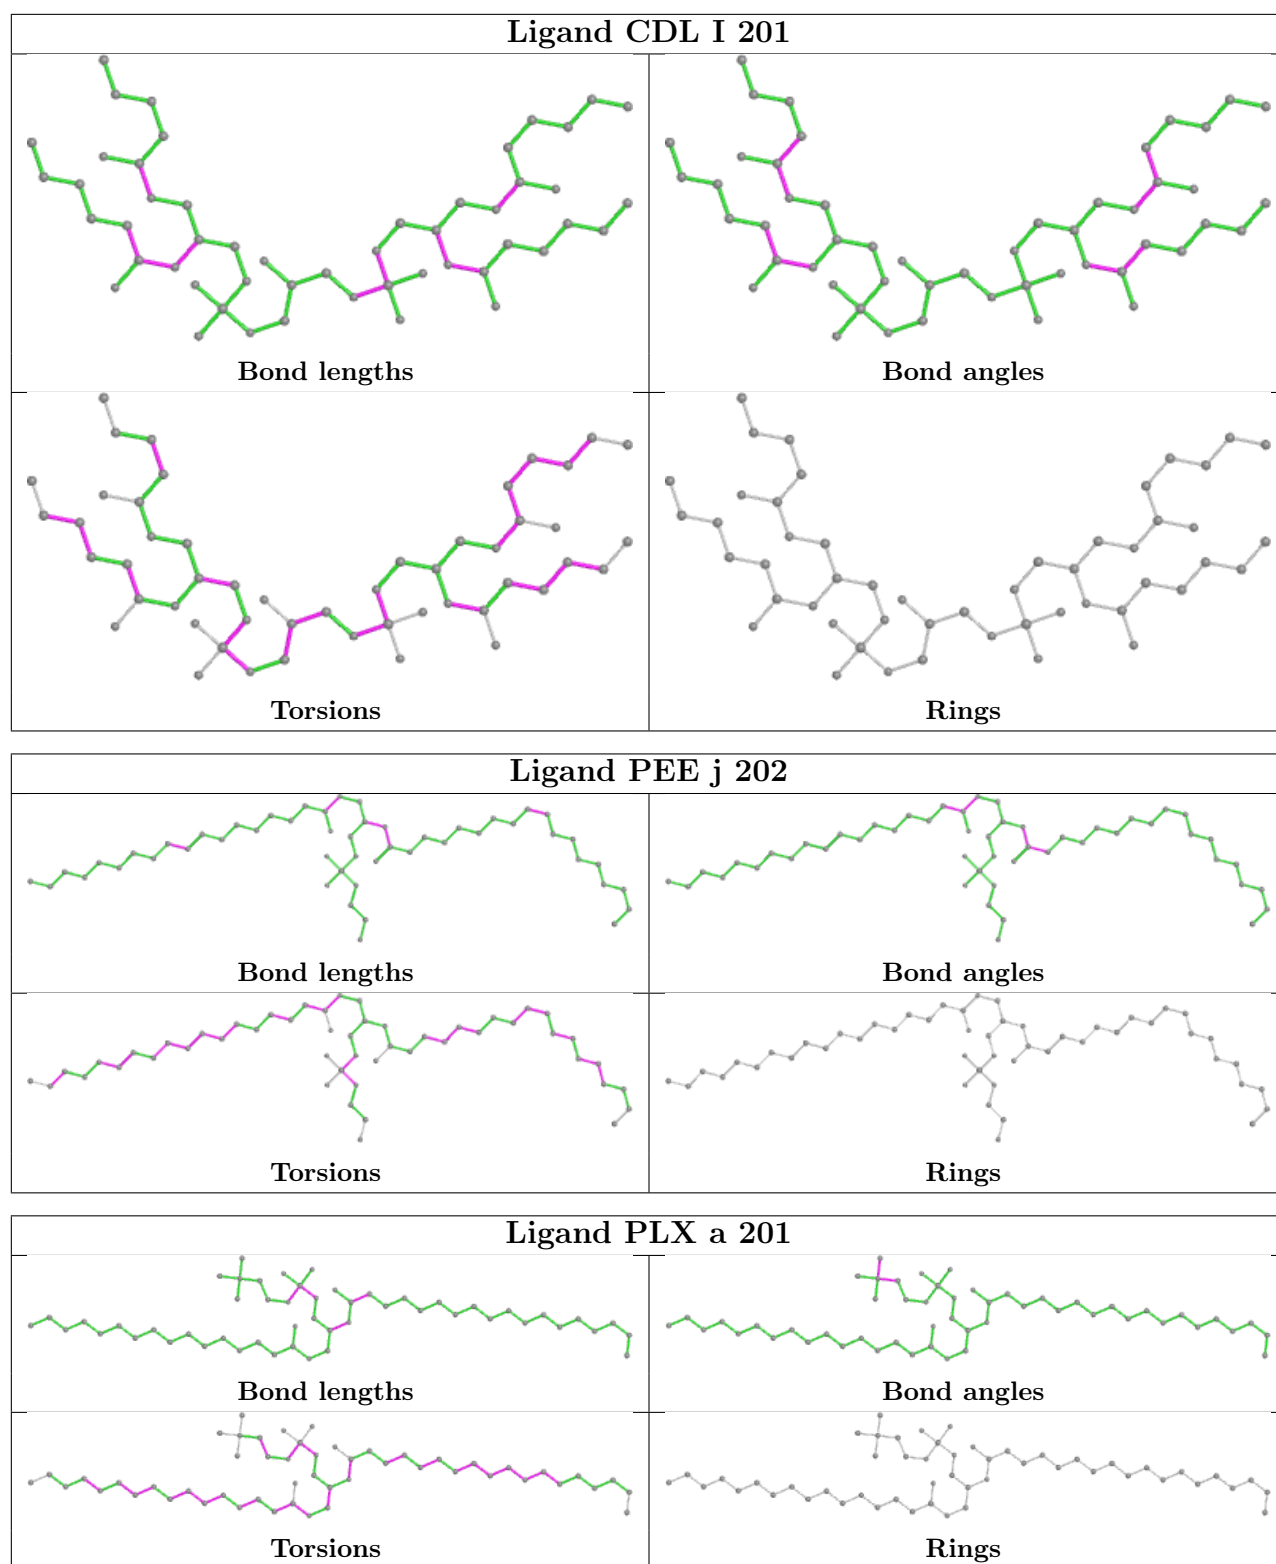 Ligand CDL I 201
Bond lengths
Bond angles
Torsions
Rings
Ligand PEE j 202
Bond lengths
Bond angles
Torsions
Rings
Ligand PLX a 201
Bond lengths
Bond angles
Torsions
Rings